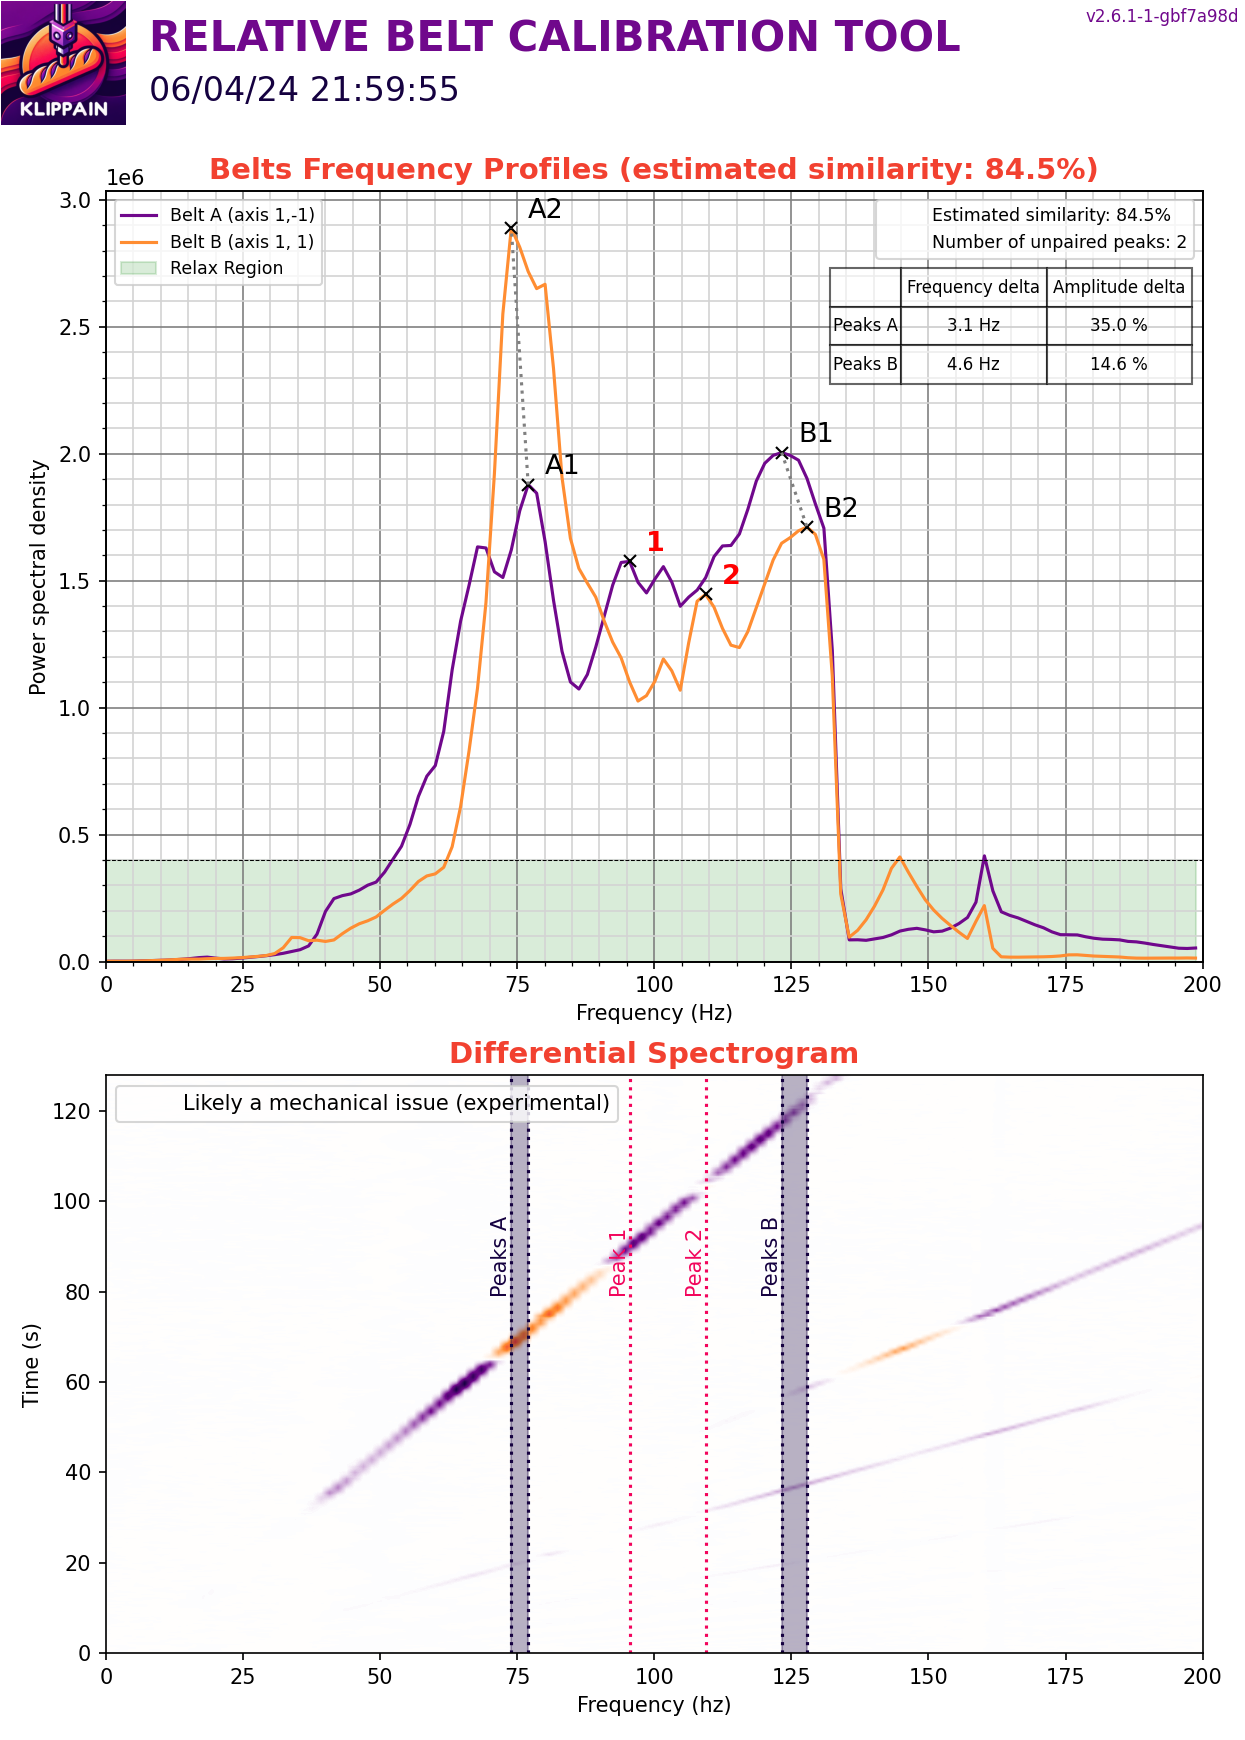 v2.6.1-1-gbf7a98d
RELATIVE BELT CALIBRATION TOOL
06/04/24 21:59:55
KLIPPAIN
Belts Frequency Profiles (estimated similarity: 84.5%)
1e6
Belt A (axis 1,-1)
Belt B (axis 1, 1)
Relax Region
Estimated similarity: 84.5%
Number of unpaired peaks: 2
Frequency delta Amplitude delta
Peaks A 3.1 Hz 35.0 %
Peaks B 4.6 Hz 14.6 %
A2
A1
B1
B2
1
2
3.0
2.5
2.0
1.5
1.0
0.5
0.0
Power spectral density
0 25 50 75 100 125 150 175 200
Frequency (Hz)
Differential Spectrogram
Likely a mechanical issue (experimental)
Peaks A
Peak 1
Peak 2
Peaks B
120
100
80
60
40
20
0
Time (s)
0 25 50 75 100 125 150 175 200
Frequency (hz)